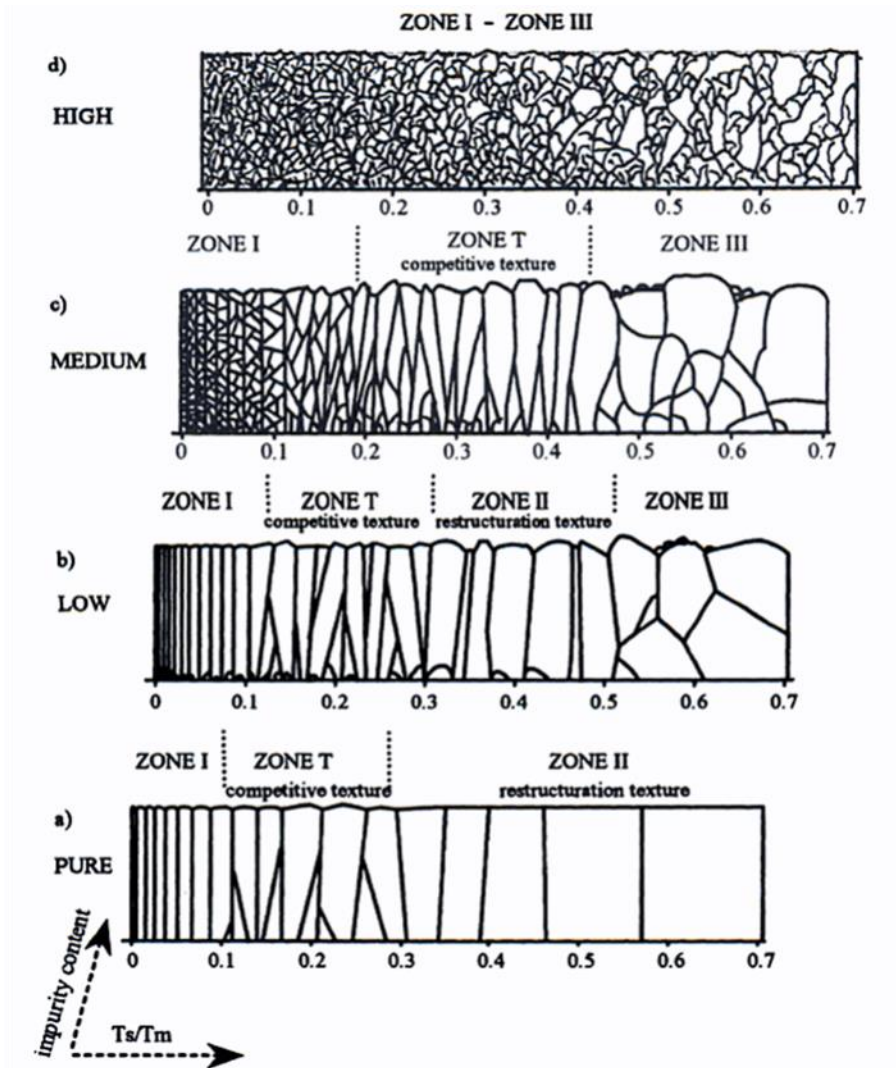 ZONE I - ZONE III
d)
HIGH
0 0.1 0.2 0.3 0.4 0.5 0.6 0.7
ZONE I ZONE T ZONE III
competitive texture
c)
MEDIUM
0 0.1 0.2 0.3 0.4 0.5 0.6 0.7
ZONE I ZONE T ZONE II ZONE III
competitive texture restructuration texture
b)
LOW
0 0.1 0.2 0.3 0.4 0.5 0.6 0.7
ZONE I ZONE T ZONE II
competitive texture restructuration texture
a)
PURE
0 0.1 0.2 0.3 0.4 0.5 0.6 0.7
impurity content
Ts/Tm